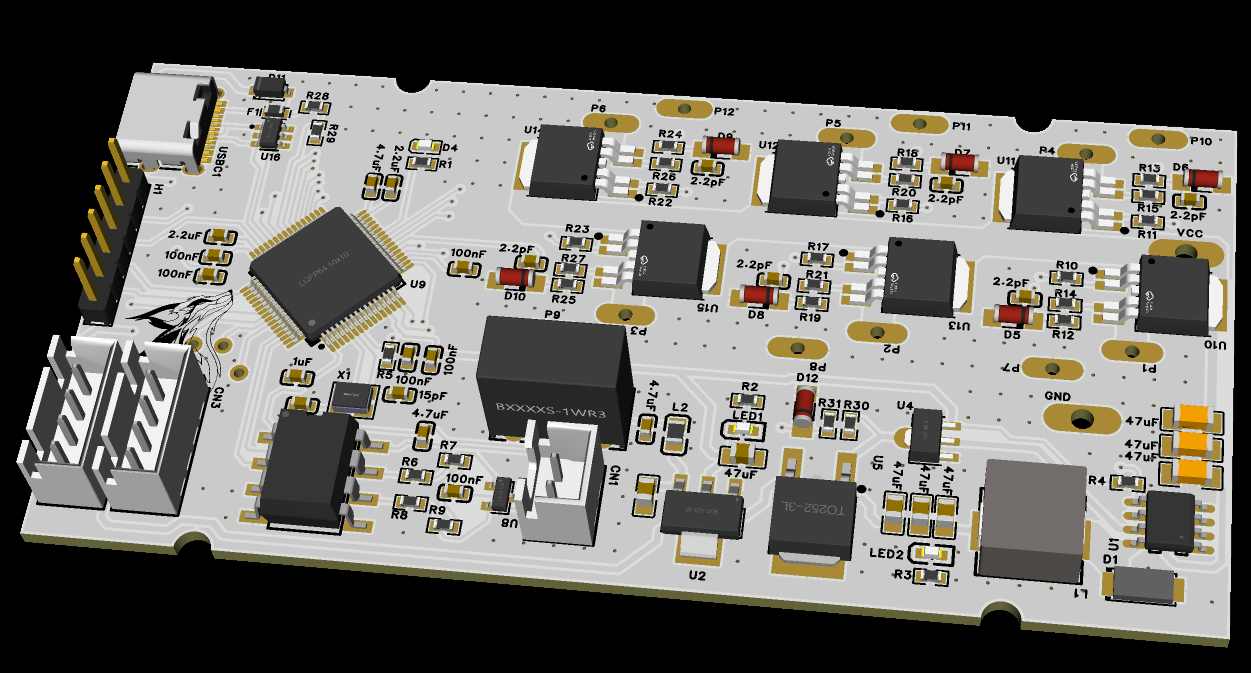 D11
R28
F1
R29
U16
USBC1
H1
4.7uF
2.2uF
D4
R1
P6
P12
R24
D9
R26
2.2pF
R22
P5
U12
P11
R18
D7
R20
2.2pF
R16
P10
U11
P4
R13
D6
R15
2.2pF
R11
VCC
2.2uF
100nF
100nF
LQFP64 10x10
U9
100nF
2.2pF
R23
R27
R25
D10
U15
P3
2.2pF
R17
R21
R19
D8
U13
P2
2.2pF
R10
R14
R12
D5
U10
P1
P9
P8
P7
GND
1uF
X1
R5
100nF
100nF
15pF
4.7uF
CN3
BXXXXS-1WR3
4.7uF
L2
R2
LED1
47uF
D12
R31
R30
U4
U5
47uF
47uF
47uF
47uF
47uF
47uF
R4
R7
R6
100nF
R8
R9
U8
CN1
U2
TO252-3L
LED2
R3
L1
U1
D1